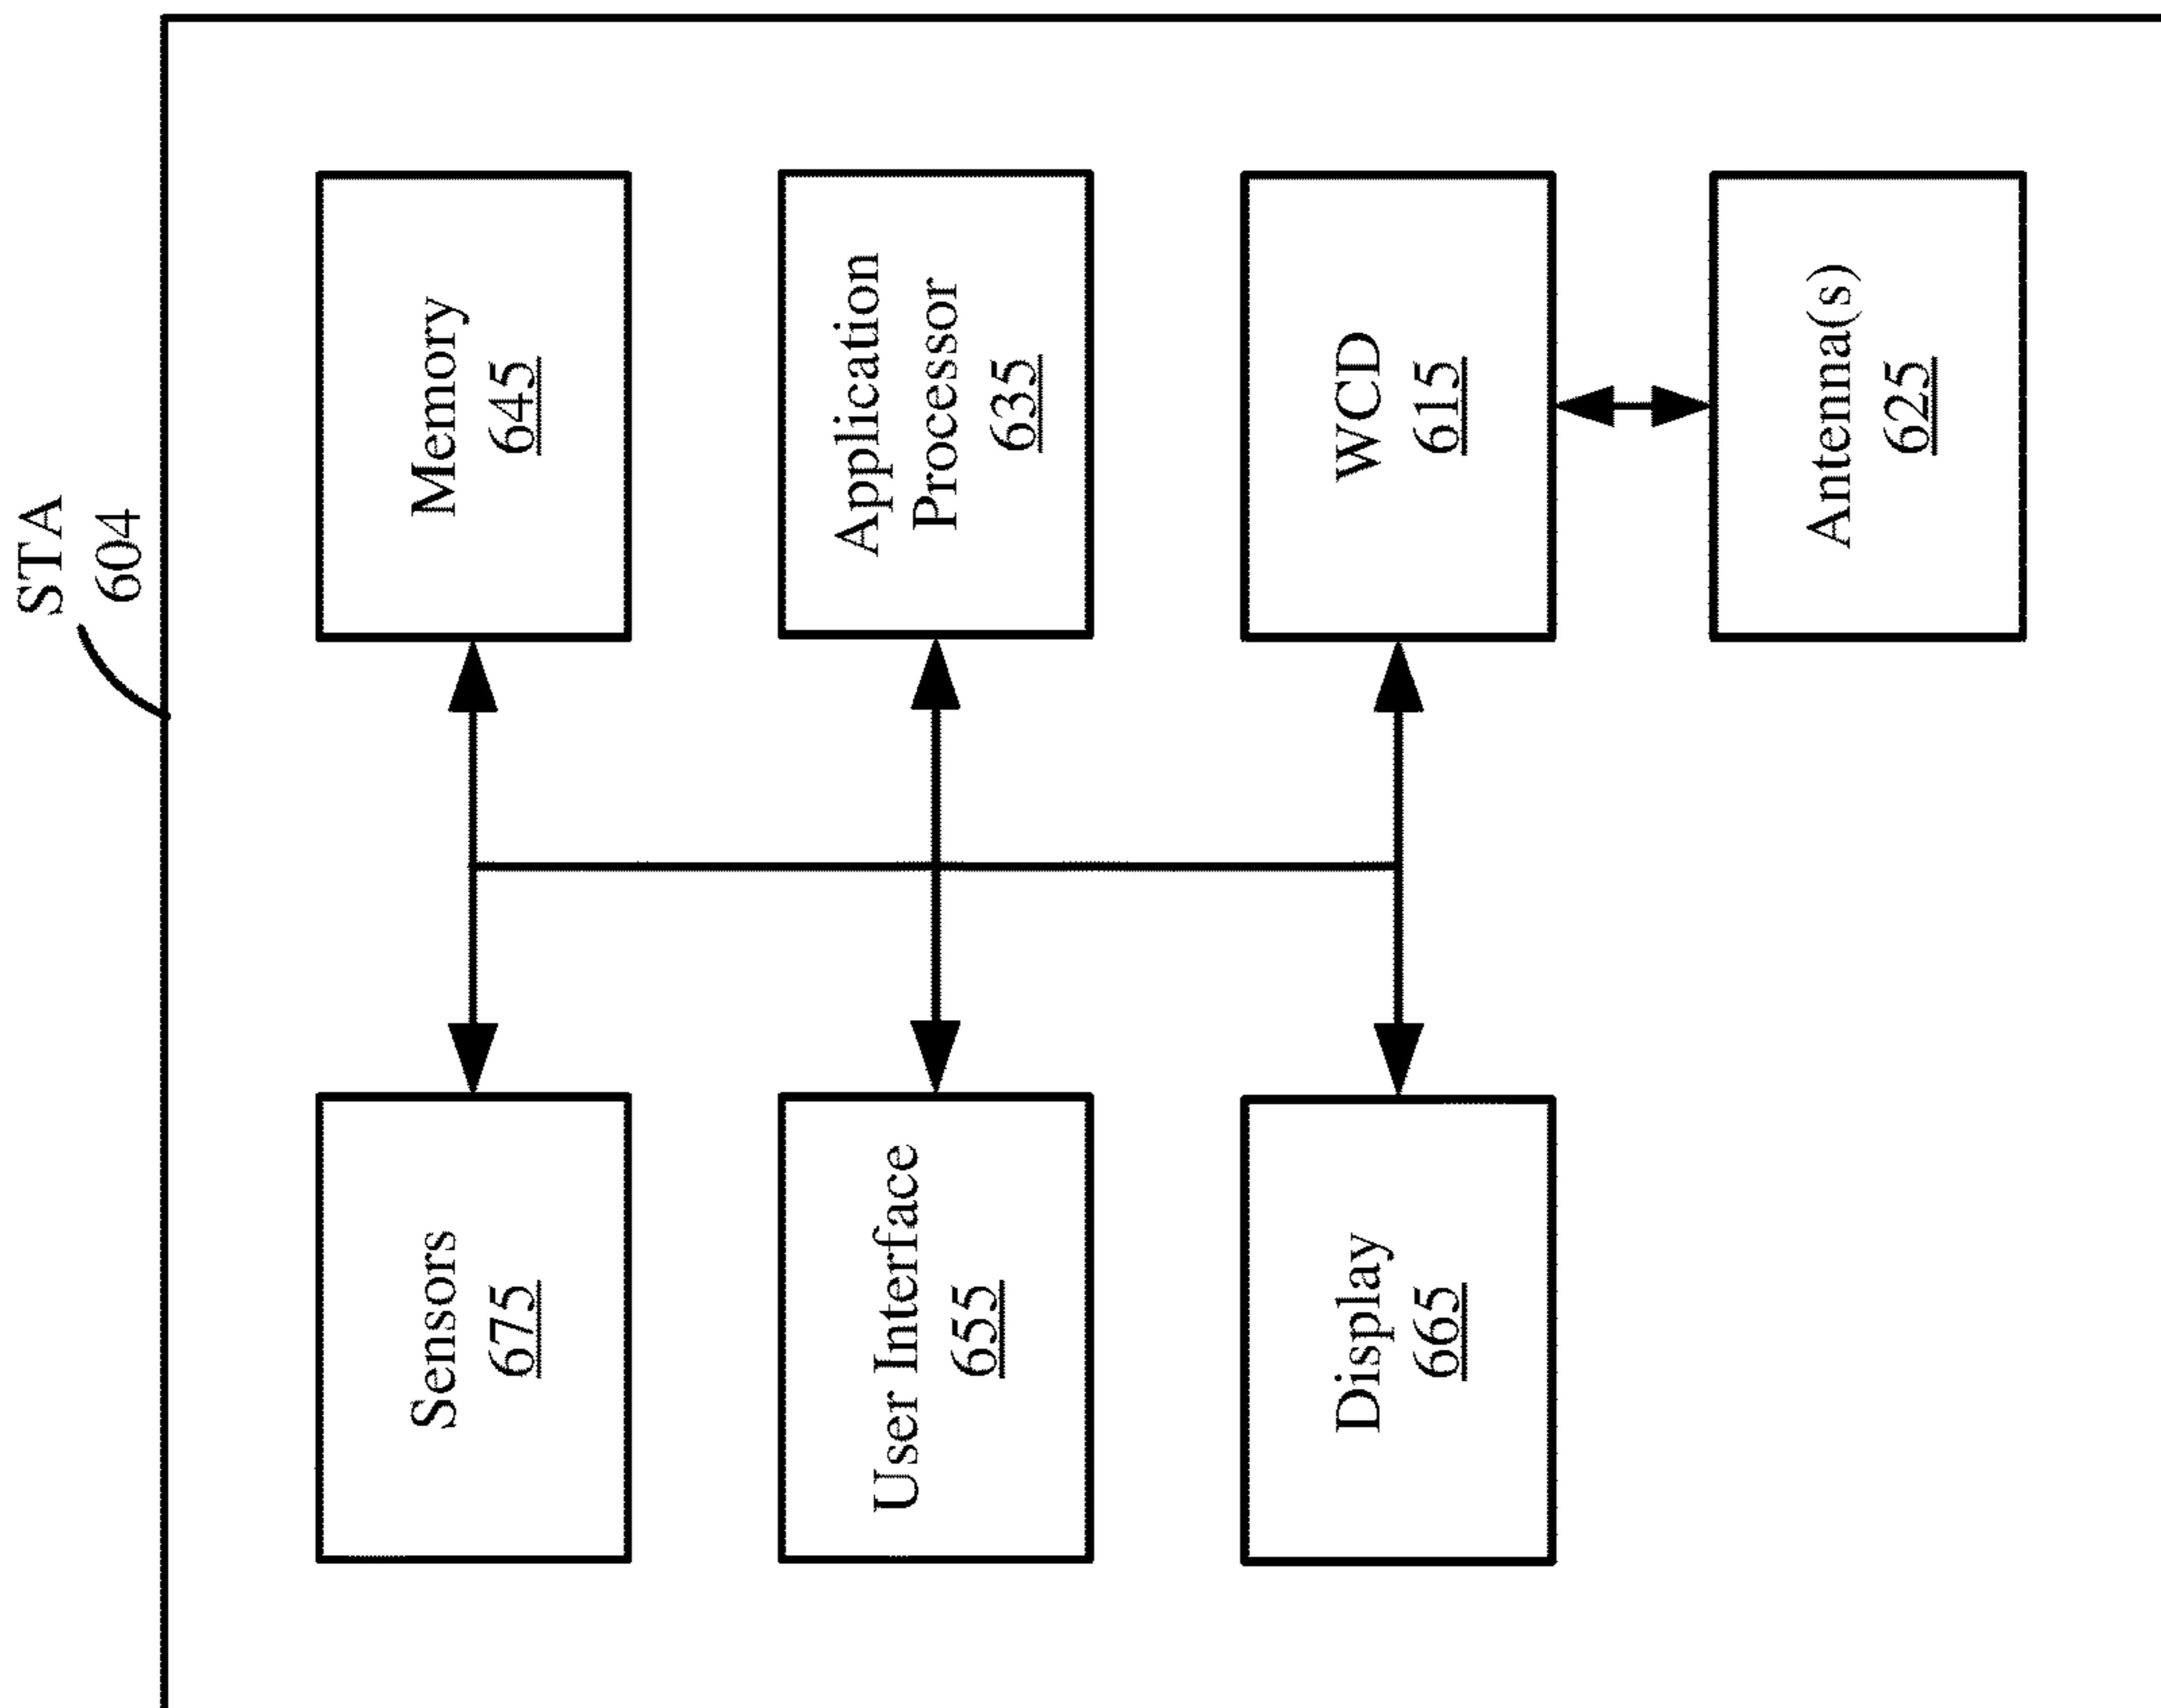 STA
604
Sensors
675
Memory
645
User Interface
655
Application
Processor
635
Display
665
WCD
615
Antenna(s)
625